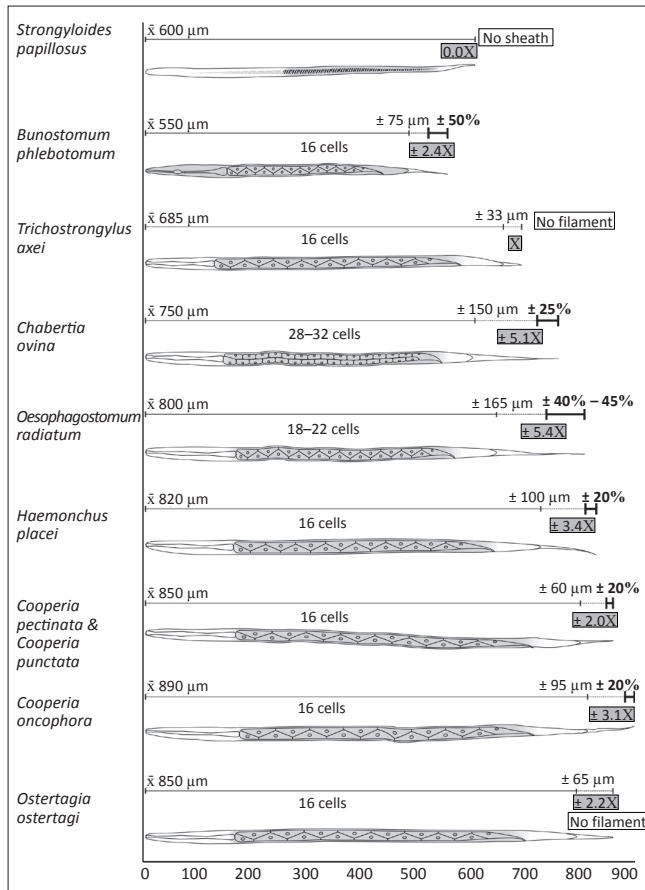 Strongyloides
papillosus
x̄ 600 µm
No sheath
0.0X
Bunostomum
phlebotomum
x̄ 550 µm
± 75 µm ± 50%
16 cells
± 2.4X
Trichostrongylus
axei
x̄ 685 µm
± 33 µm
No filament
16 cells
X
Chabertia
ovina
x̄ 750 µm
± 150 µm ± 25%
28–32 cells
± 5.1X
Oesophagostomum
radiatum
x̄ 800 µm
± 165 µm ± 40% – 45%
18–22 cells
± 5.4X
Haemonchus
placei
x̄ 820 µm
± 100 µm ± 20%
16 cells
± 3.4X
Cooperia
pectinata &
Cooperia
punctata
x̄ 850 µm
± 60 µm ± 20%
16 cells
± 2.0X
Cooperia
oncophora
x̄ 890 µm
± 95 µm ± 20%
16 cells
± 3.1X
Ostertagia
ostertagi
x̄ 850 µm
± 65 µm
16 cells
± 2.2X
No filament
0 100 200 300 400 500 600 700 800 900